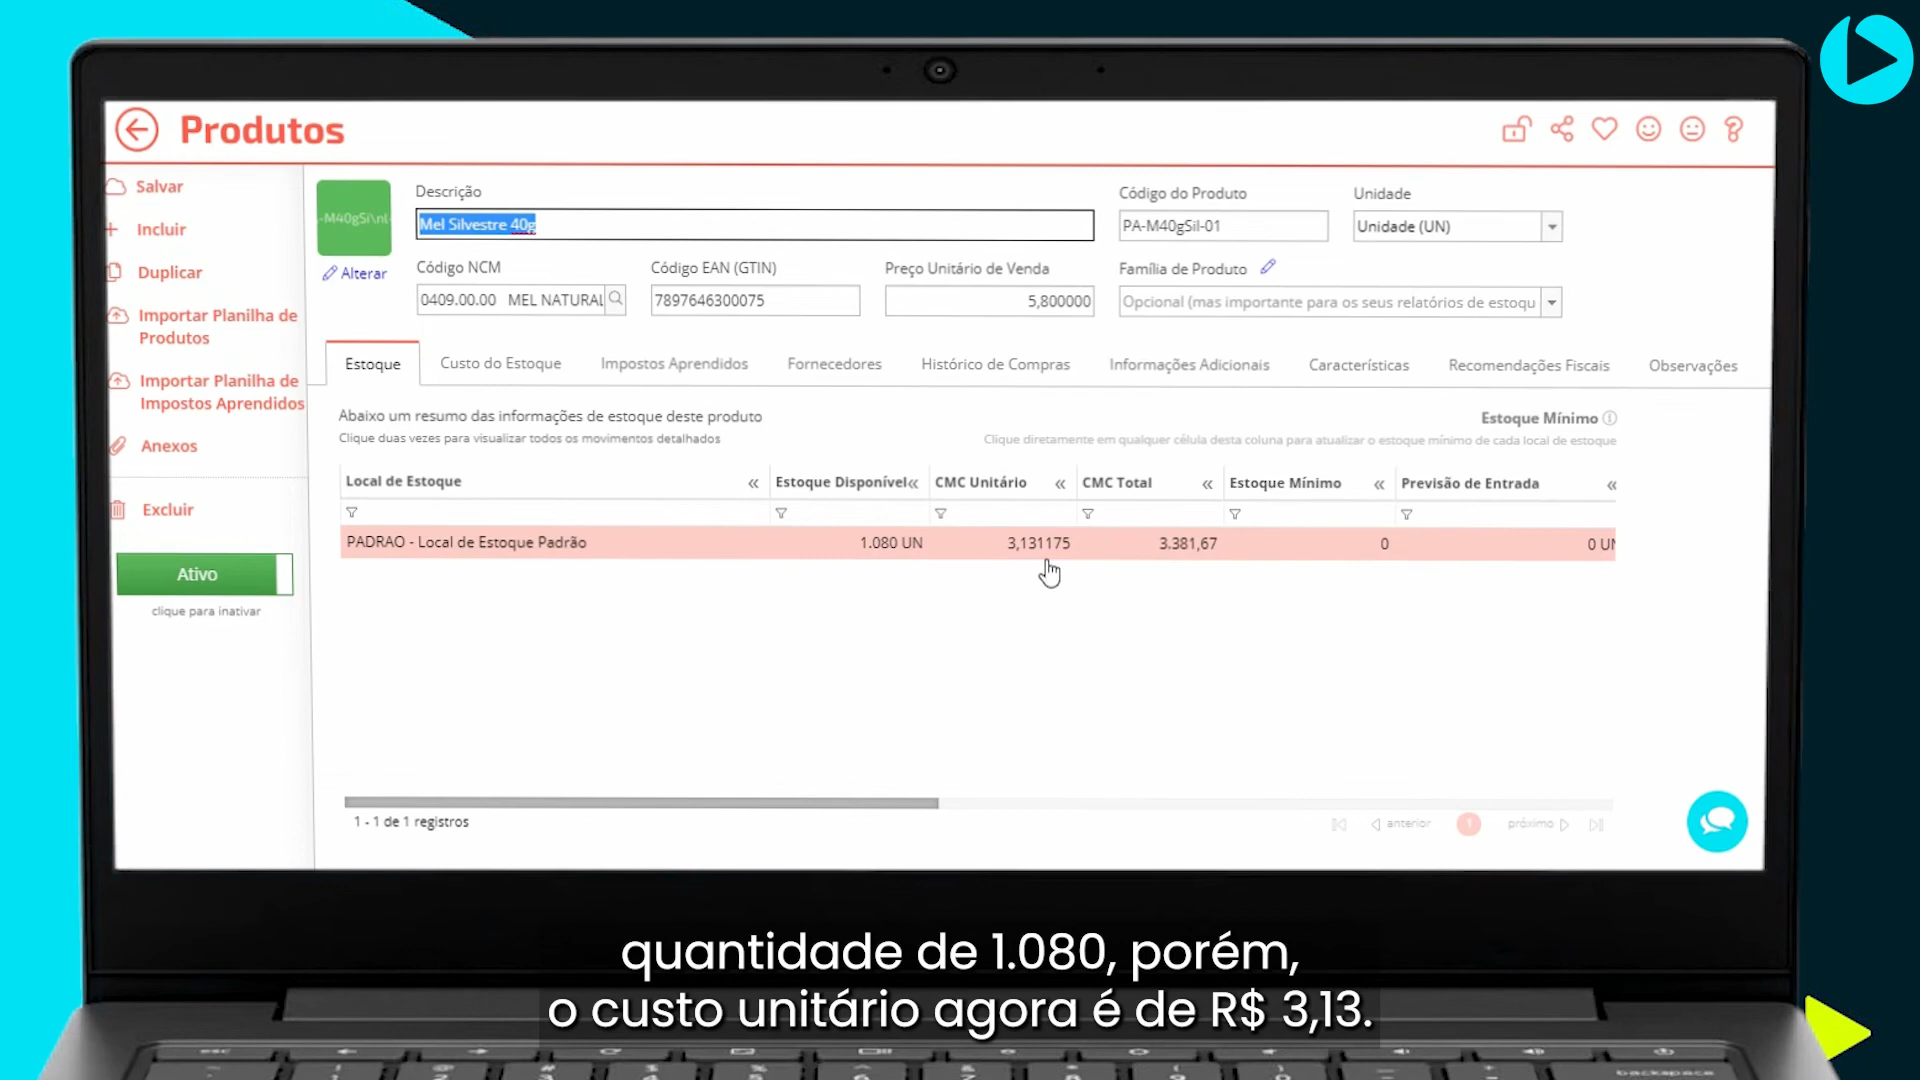 Produtos
Salvar
Incluir
Duplicar
Importar Planilha de
Produtos
Importar Planilha de
Impostos Aprendidos
Anexos
Excluir
Ativo
clique para inativar
-M40gSi\nl-
Alterar
Descrição
Mel Silvestre 40g
Código do Produto
PA-M40gSil-01
Unidade
Unidade (UN)
Código NCM
0409.00.00 MEL NATURAL
Código EAN (GTIN)
7897646300075
Preço Unitário de Venda
5,800000
Família de Produto
Opcional (mas importante para os seus relatórios de estoqu
Estoque Custo do Estoque Impostos Aprendidos Fornecedores Histórico de Compras Informações Adicionais Características Recomendações Fiscais Observações
Abaixo um resumo das informações de estoque deste produto
Clique duas vezes para visualizar todos os movimentos detalhados
Estoque Mínimo
Clique diretamente em qualquer célula desta coluna para atualizar o estoque mínimo de cada local de estoque
Local de Estoque « Estoque Disponível « CMC Unitário « CMC Total « Estoque Mínimo « Previsão de Entrada «
PADRAO - Local de Estoque Padrão 1.080 UN 3,131175 3.381,67 0 0 UN
1 - 1 de 1 registros
anterior 1 próximo
quantidade de 1.080, porém,
o custo unitário agora é de R$ 3,13.
backspace